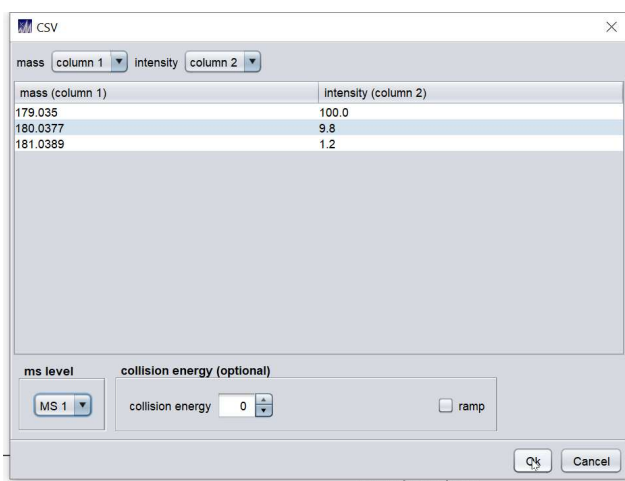 CSV
mass column 1 intensity column 2
mass (column 1) intensity (column 2)
179.035 100.0
180.0377 9.8
181.0389 1.2
ms level collision energy (optional)
MS 1 collision energy 0 ramp
Ok Cancel